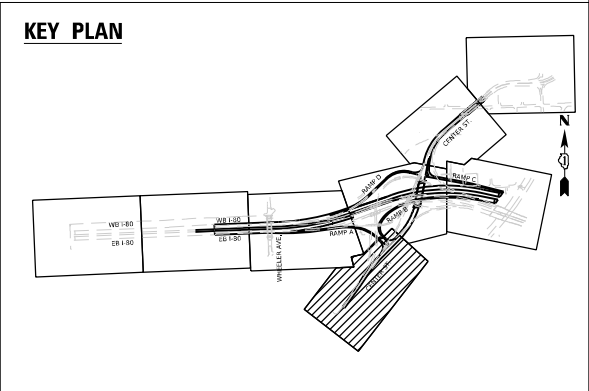 KEY PLAN
CENTER ST.
N
1
RAMP D
RAMP C
RAMP B
WB I-80
WB I-80
EB I-80
EB I-80
RAMP A
WHEELER AVE.
CENTER ST.